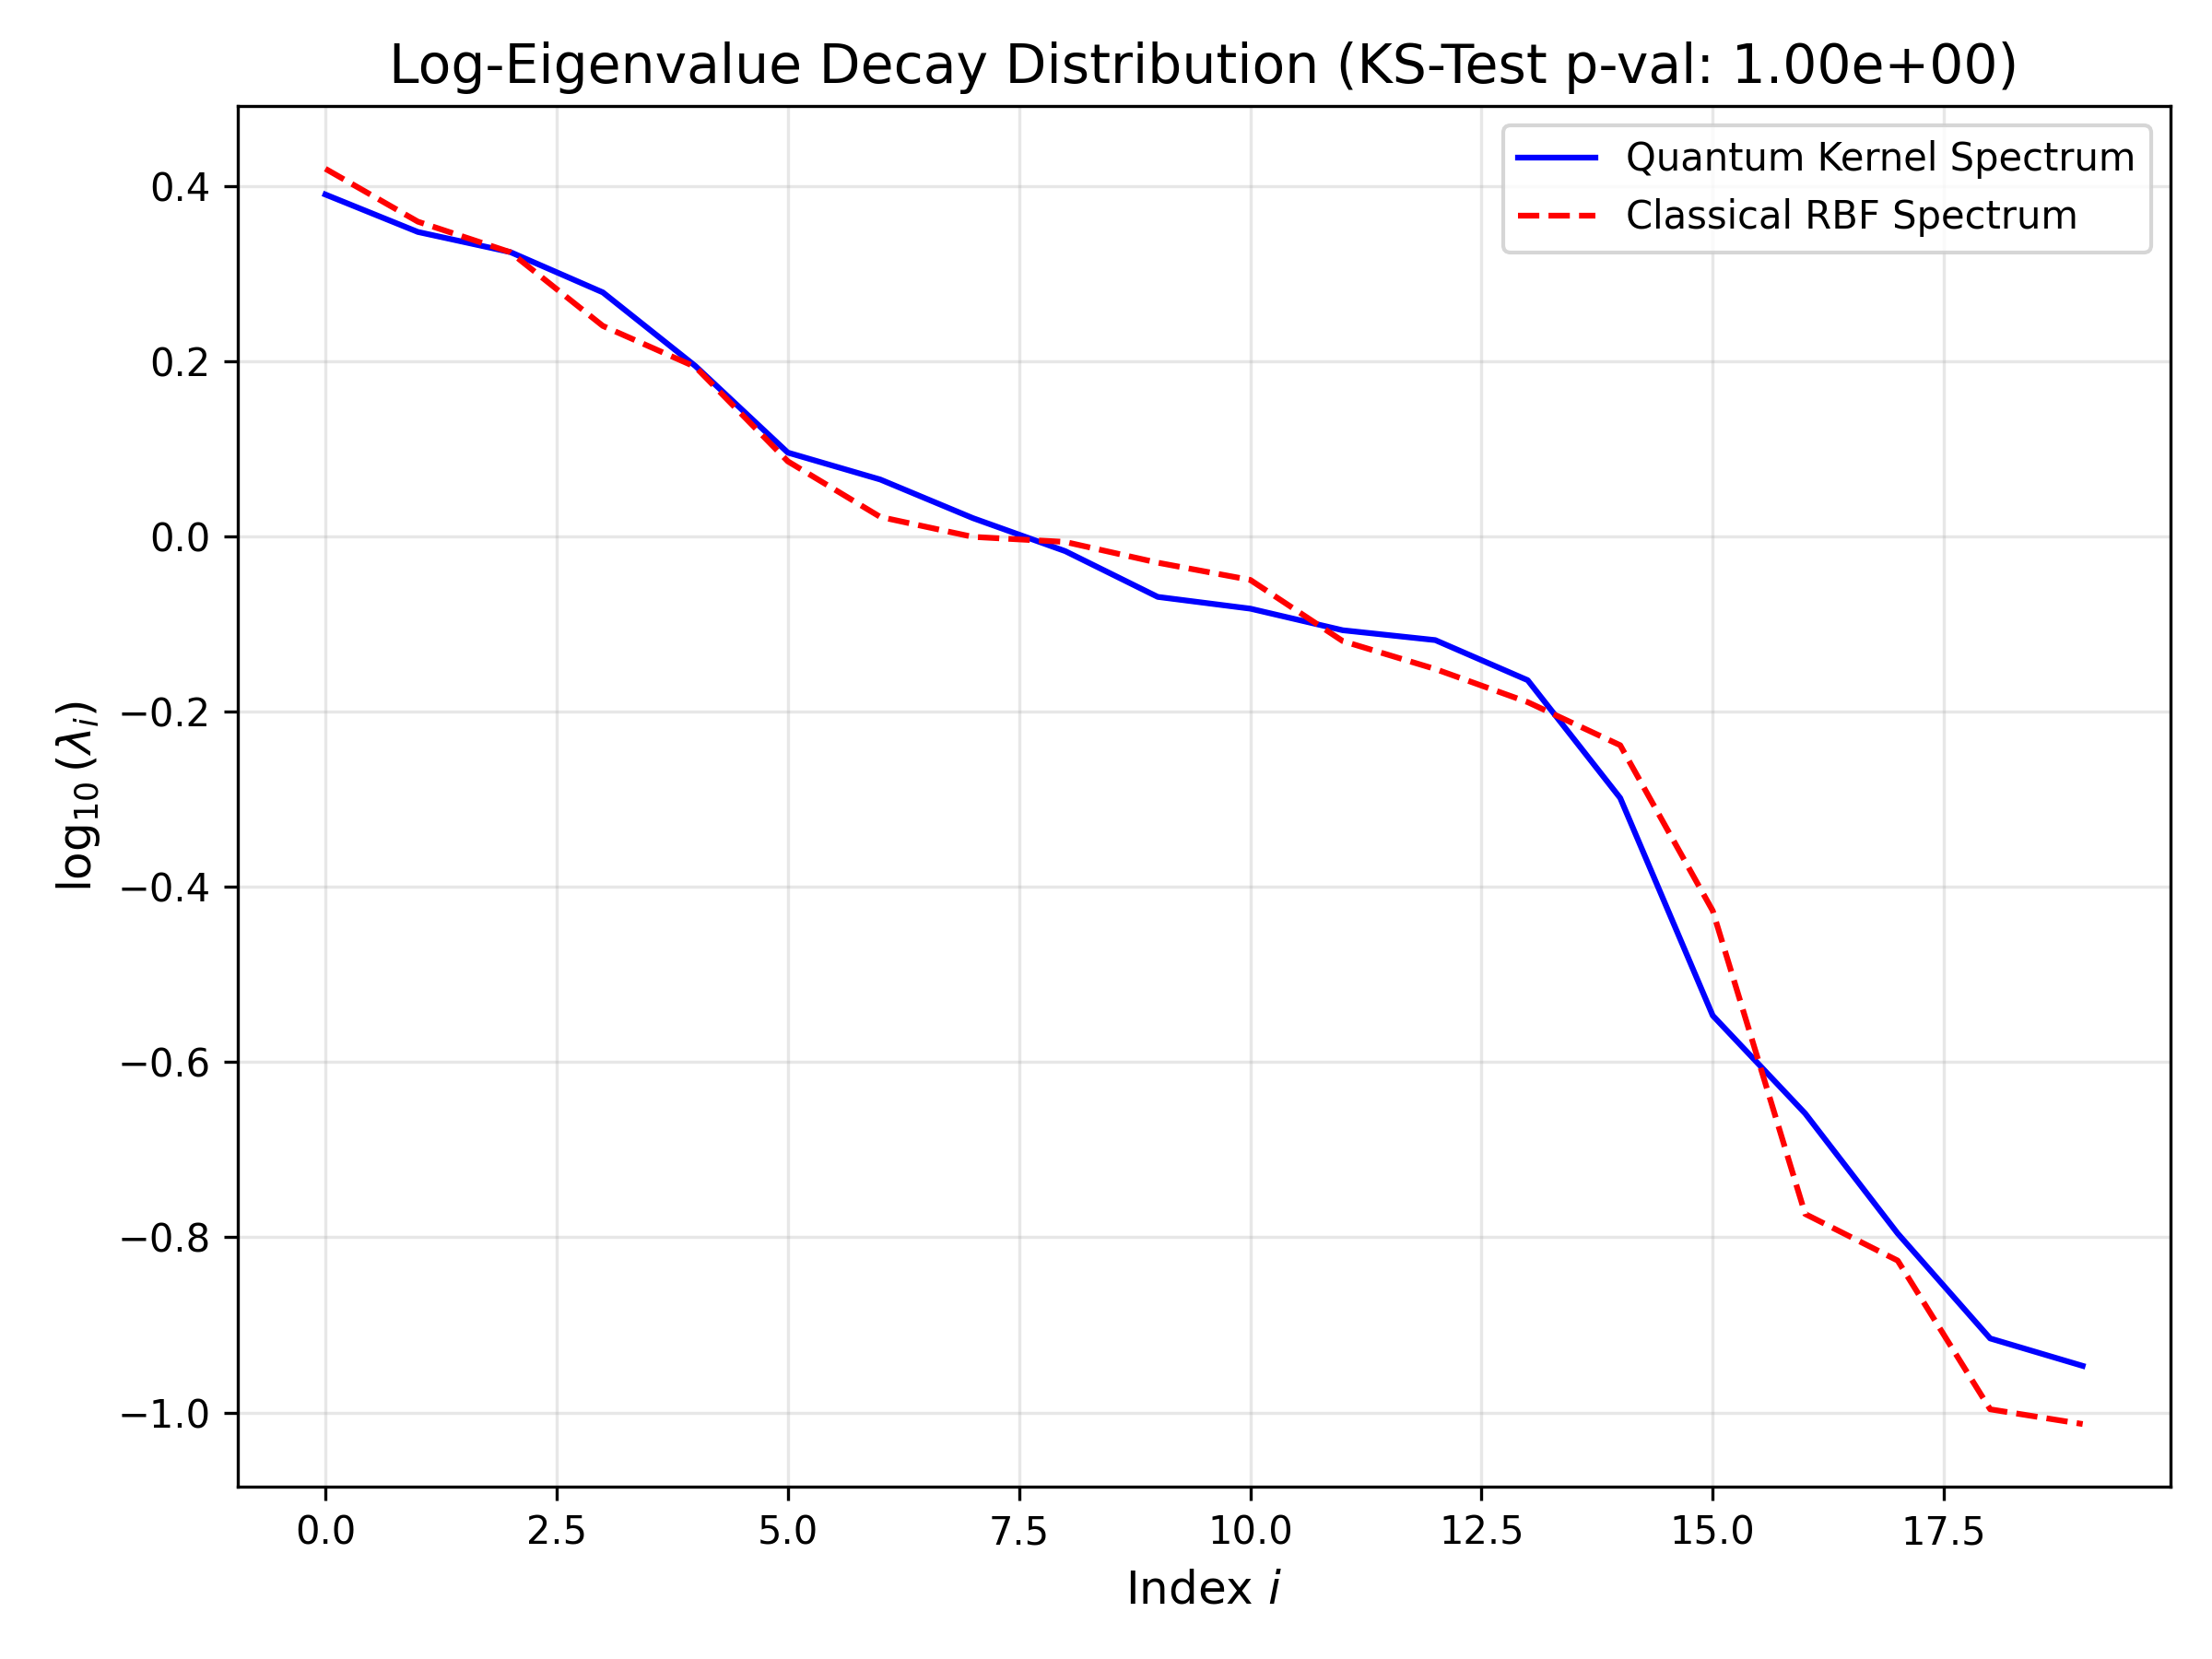 Log-Eigenvalue Decay Distribution (KS-Test p-val: 1.00e+00)
Quantum Kernel Spectrum
Classical RBF Spectrum
0.4
0.2
0.0
−0.2
−0.4
−0.6
−0.8
−1.0
log₁₀(λᵢ)
0.0 2.5 5.0 7.5 10.0 12.5 15.0 17.5
Index i